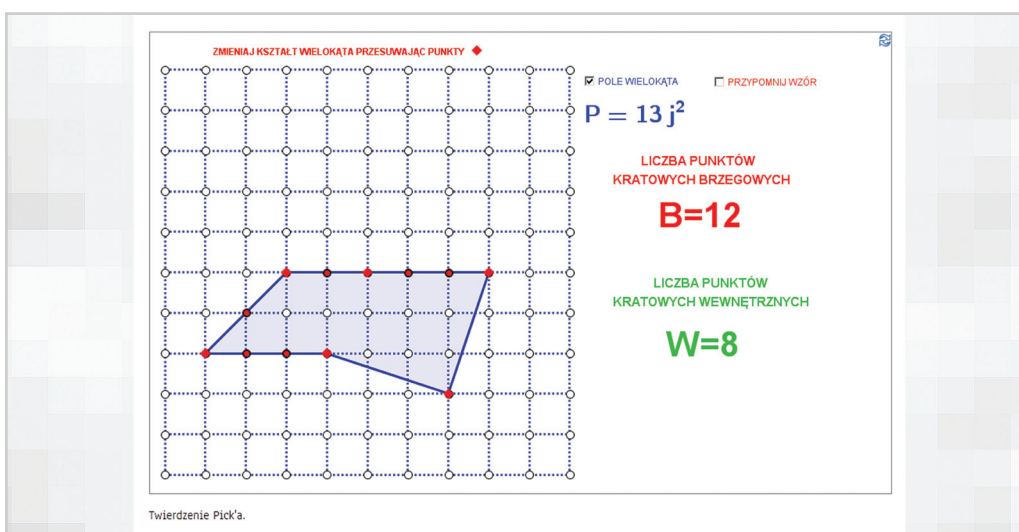 ZMIENIAJ KSZTAŁT WIELOKĄTA PRZESUWAJĄC PUNKTY
POLE WIELOKĄTA
PRZYPOMNIJ WZÓR
P = 13 j²
LICZBA PUNKTÓW
KRATOWYCH BRZEGOWYCH
B=12
LICZBA PUNKTÓW
KRATOWYCH WEWNĘTRZNYCH
W=8
Twierdzenie Pick'a.